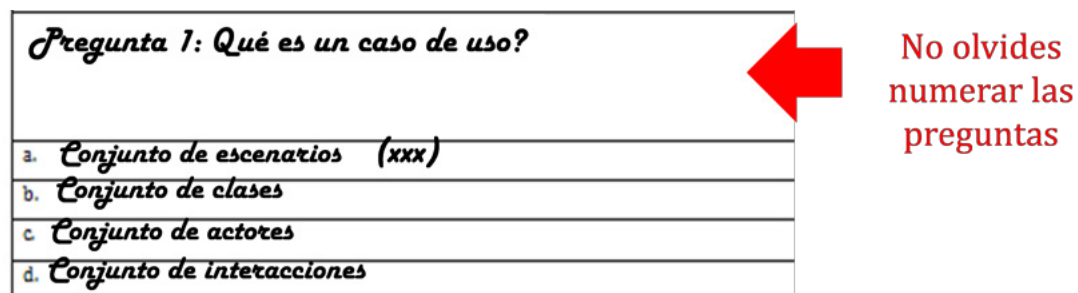 Pregunta 1: Qué es un caso de uso?
a. Conjunto de escenarios (xxx)
b. Conjunto de clases
c. Conjunto de actores
d. Conjunto de interacciones
No olvides
numerar las
preguntas